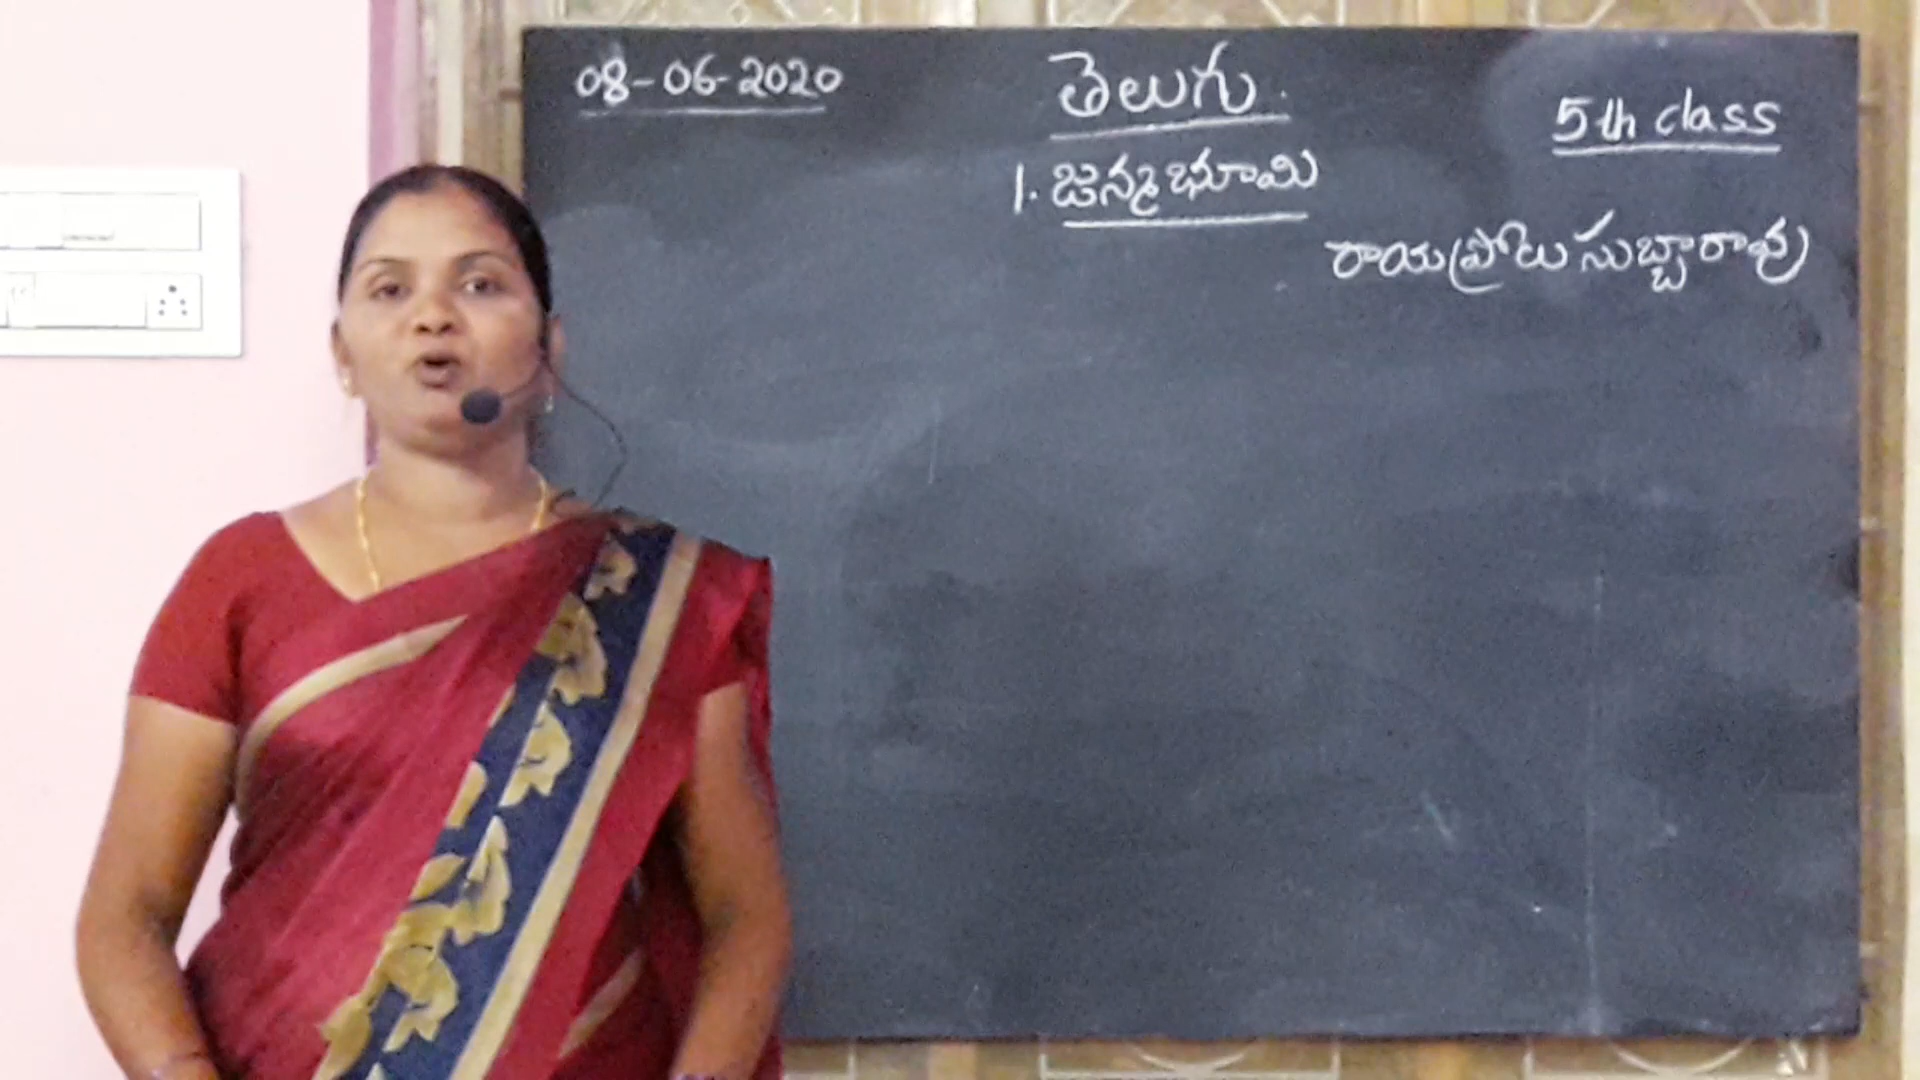 08-06-2020
తెలుగు
5th class
1. జన్మభూమి
రాయప్రోలు సుబ్బారావు